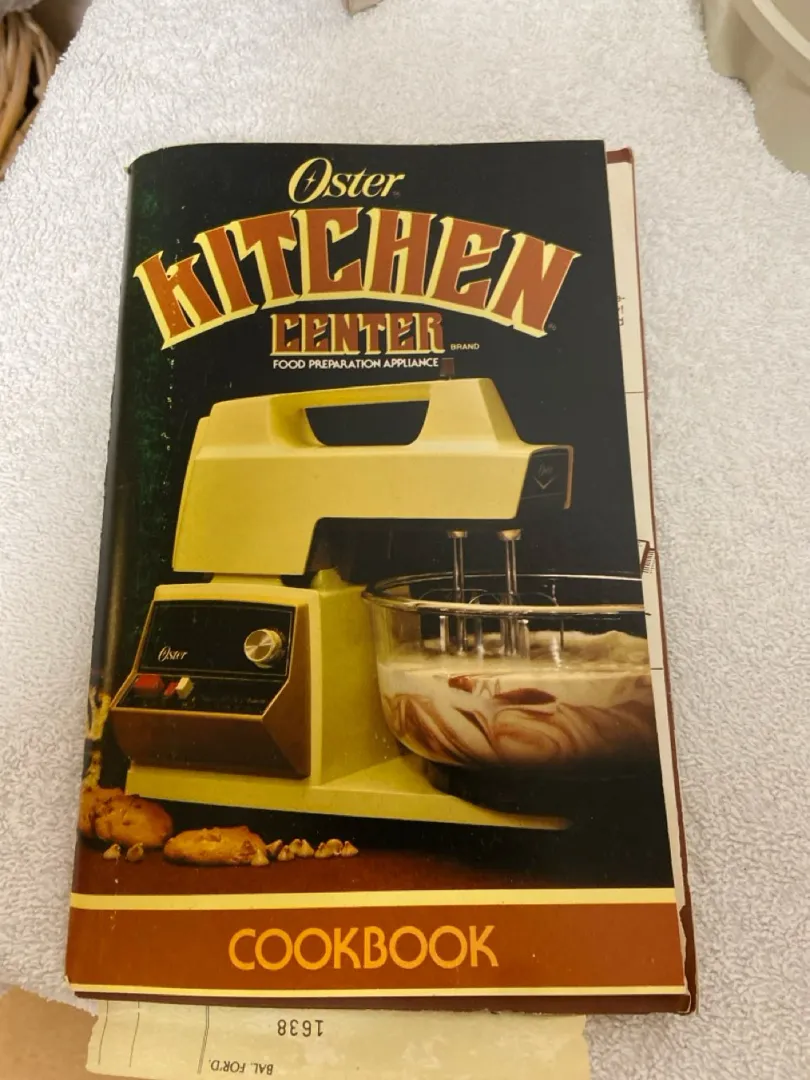 Oster
KITCHEN
CENTER BRAND
FOOD PREPARATION APPLIANCE
Oster
COOKBOOK
1638
BAL. FOR'D.